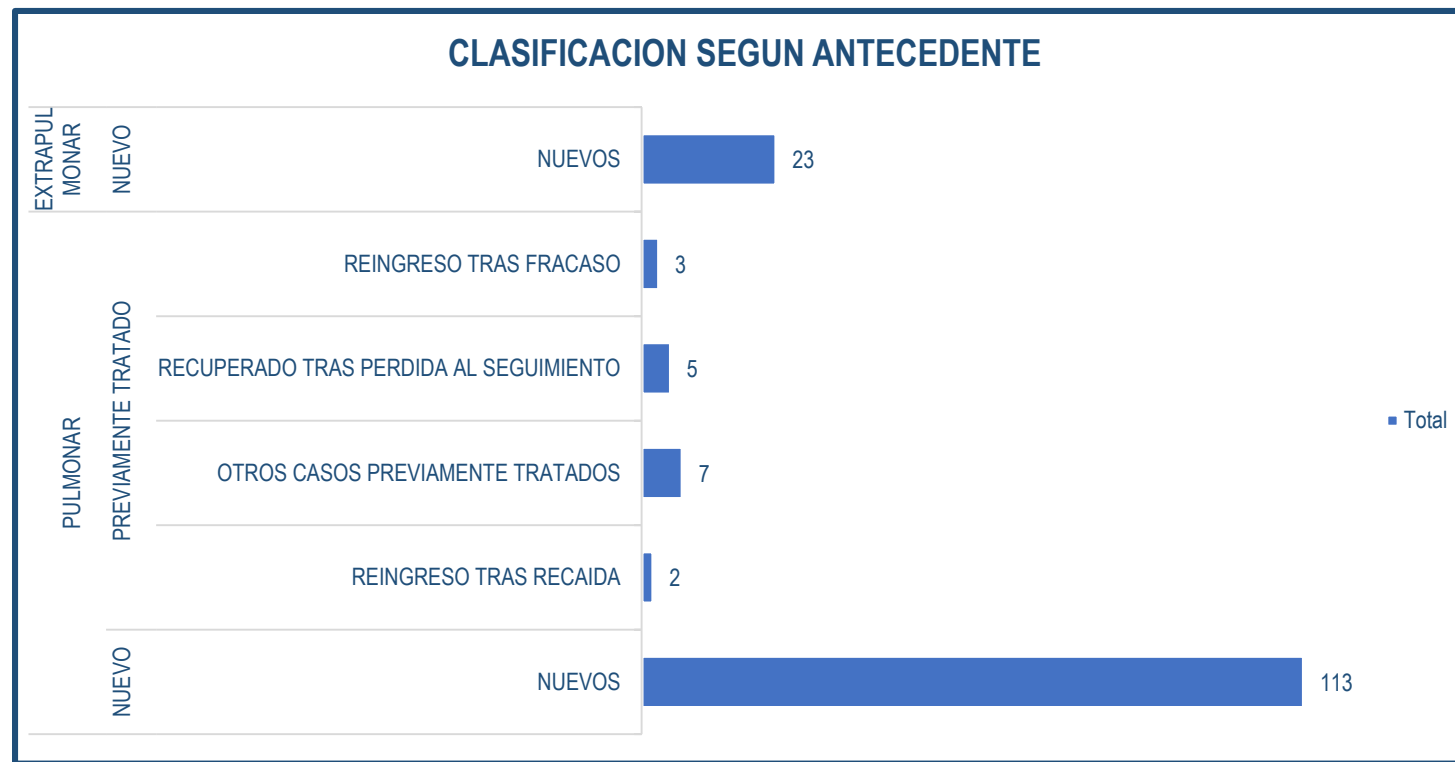 CLASIFICACION SEGUN ANTECEDENTE
EXTRAPUL
MONAR
NUEVO
NUEVOS
23
PULMONAR
PREVIAMENTE TRATADO
REINGRESO TRAS FRACASO
3
RECUPERADO TRAS PERDIDA AL SEGUIMIENTO
5
OTROS CASOS PREVIAMENTE TRATADOS
7
REINGRESO TRAS RECAIDA
2
NUEVO
NUEVOS
113
Total